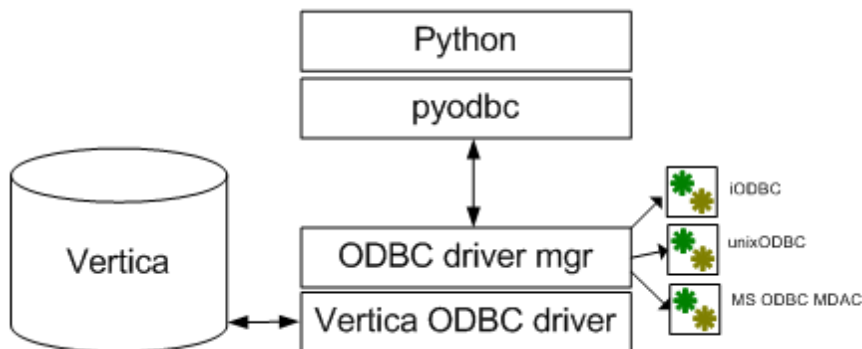 Python
pyodbc
iODBC
ODBC driver mgr
unixODBC
Vertica
MS ODBC MDAC
Vertica ODBC driver